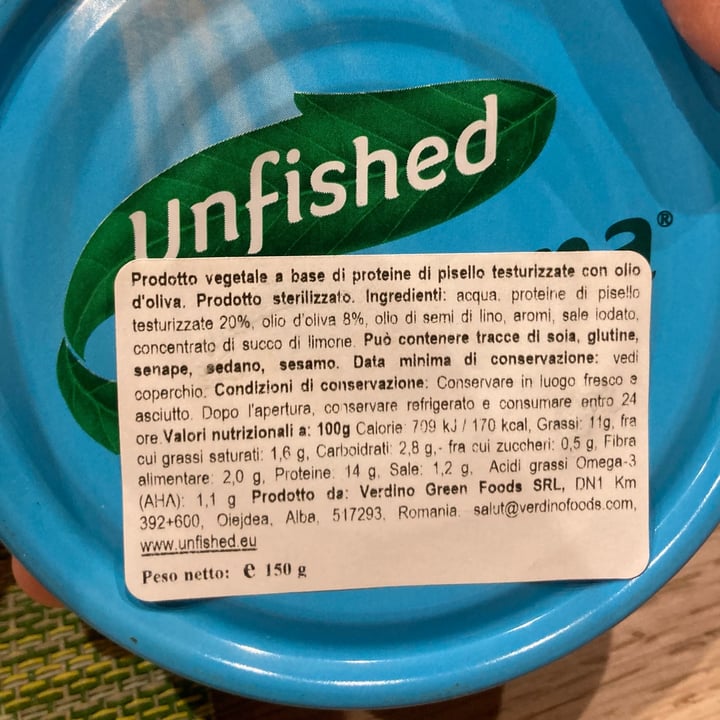 Unfished
®
Prodotto vegetale a base di proteine di pisello testurizzate con olio
d'oliva. Prodotto sterilizzato. Ingredienti: acqua, proteine di pisello
testurizzate 20%, olio d'oliva 8%, olio di semi di lino, aromi, sale iodato,
concentrato di succo di limone. Può contenere tracce di soia, glutine,
senape, sedano, sesamo. Data minima di conservazione: vedi
coperchio. Condizioni di conservazione: Conservare in luogo fresco e
asciutto. Dopo l'apertura, conservare refrigerato e consumare entro 24
ore. Valori nutrizionali a: 100g Calorie: 709 kJ / 170 kcal, Grassi: 11g, fra
cui grassi saturati: 1,6 g, Carboidrati: 2,8 g,- fra cui zuccheri: 0,5 g, Fibra
alimentare: 2,0 g, Proteine: 14 g, Sale: 1,2 g, Acidi grassi Omega-3
(AHA): 1,1 g Prodotto da: Verdino Green Foods SRL, DN1 Km
392+600, Oiejdea, Alba, 517293, Romania. salut@verdinofoods.com,
www.unfished.eu
Peso netto: e 150 g